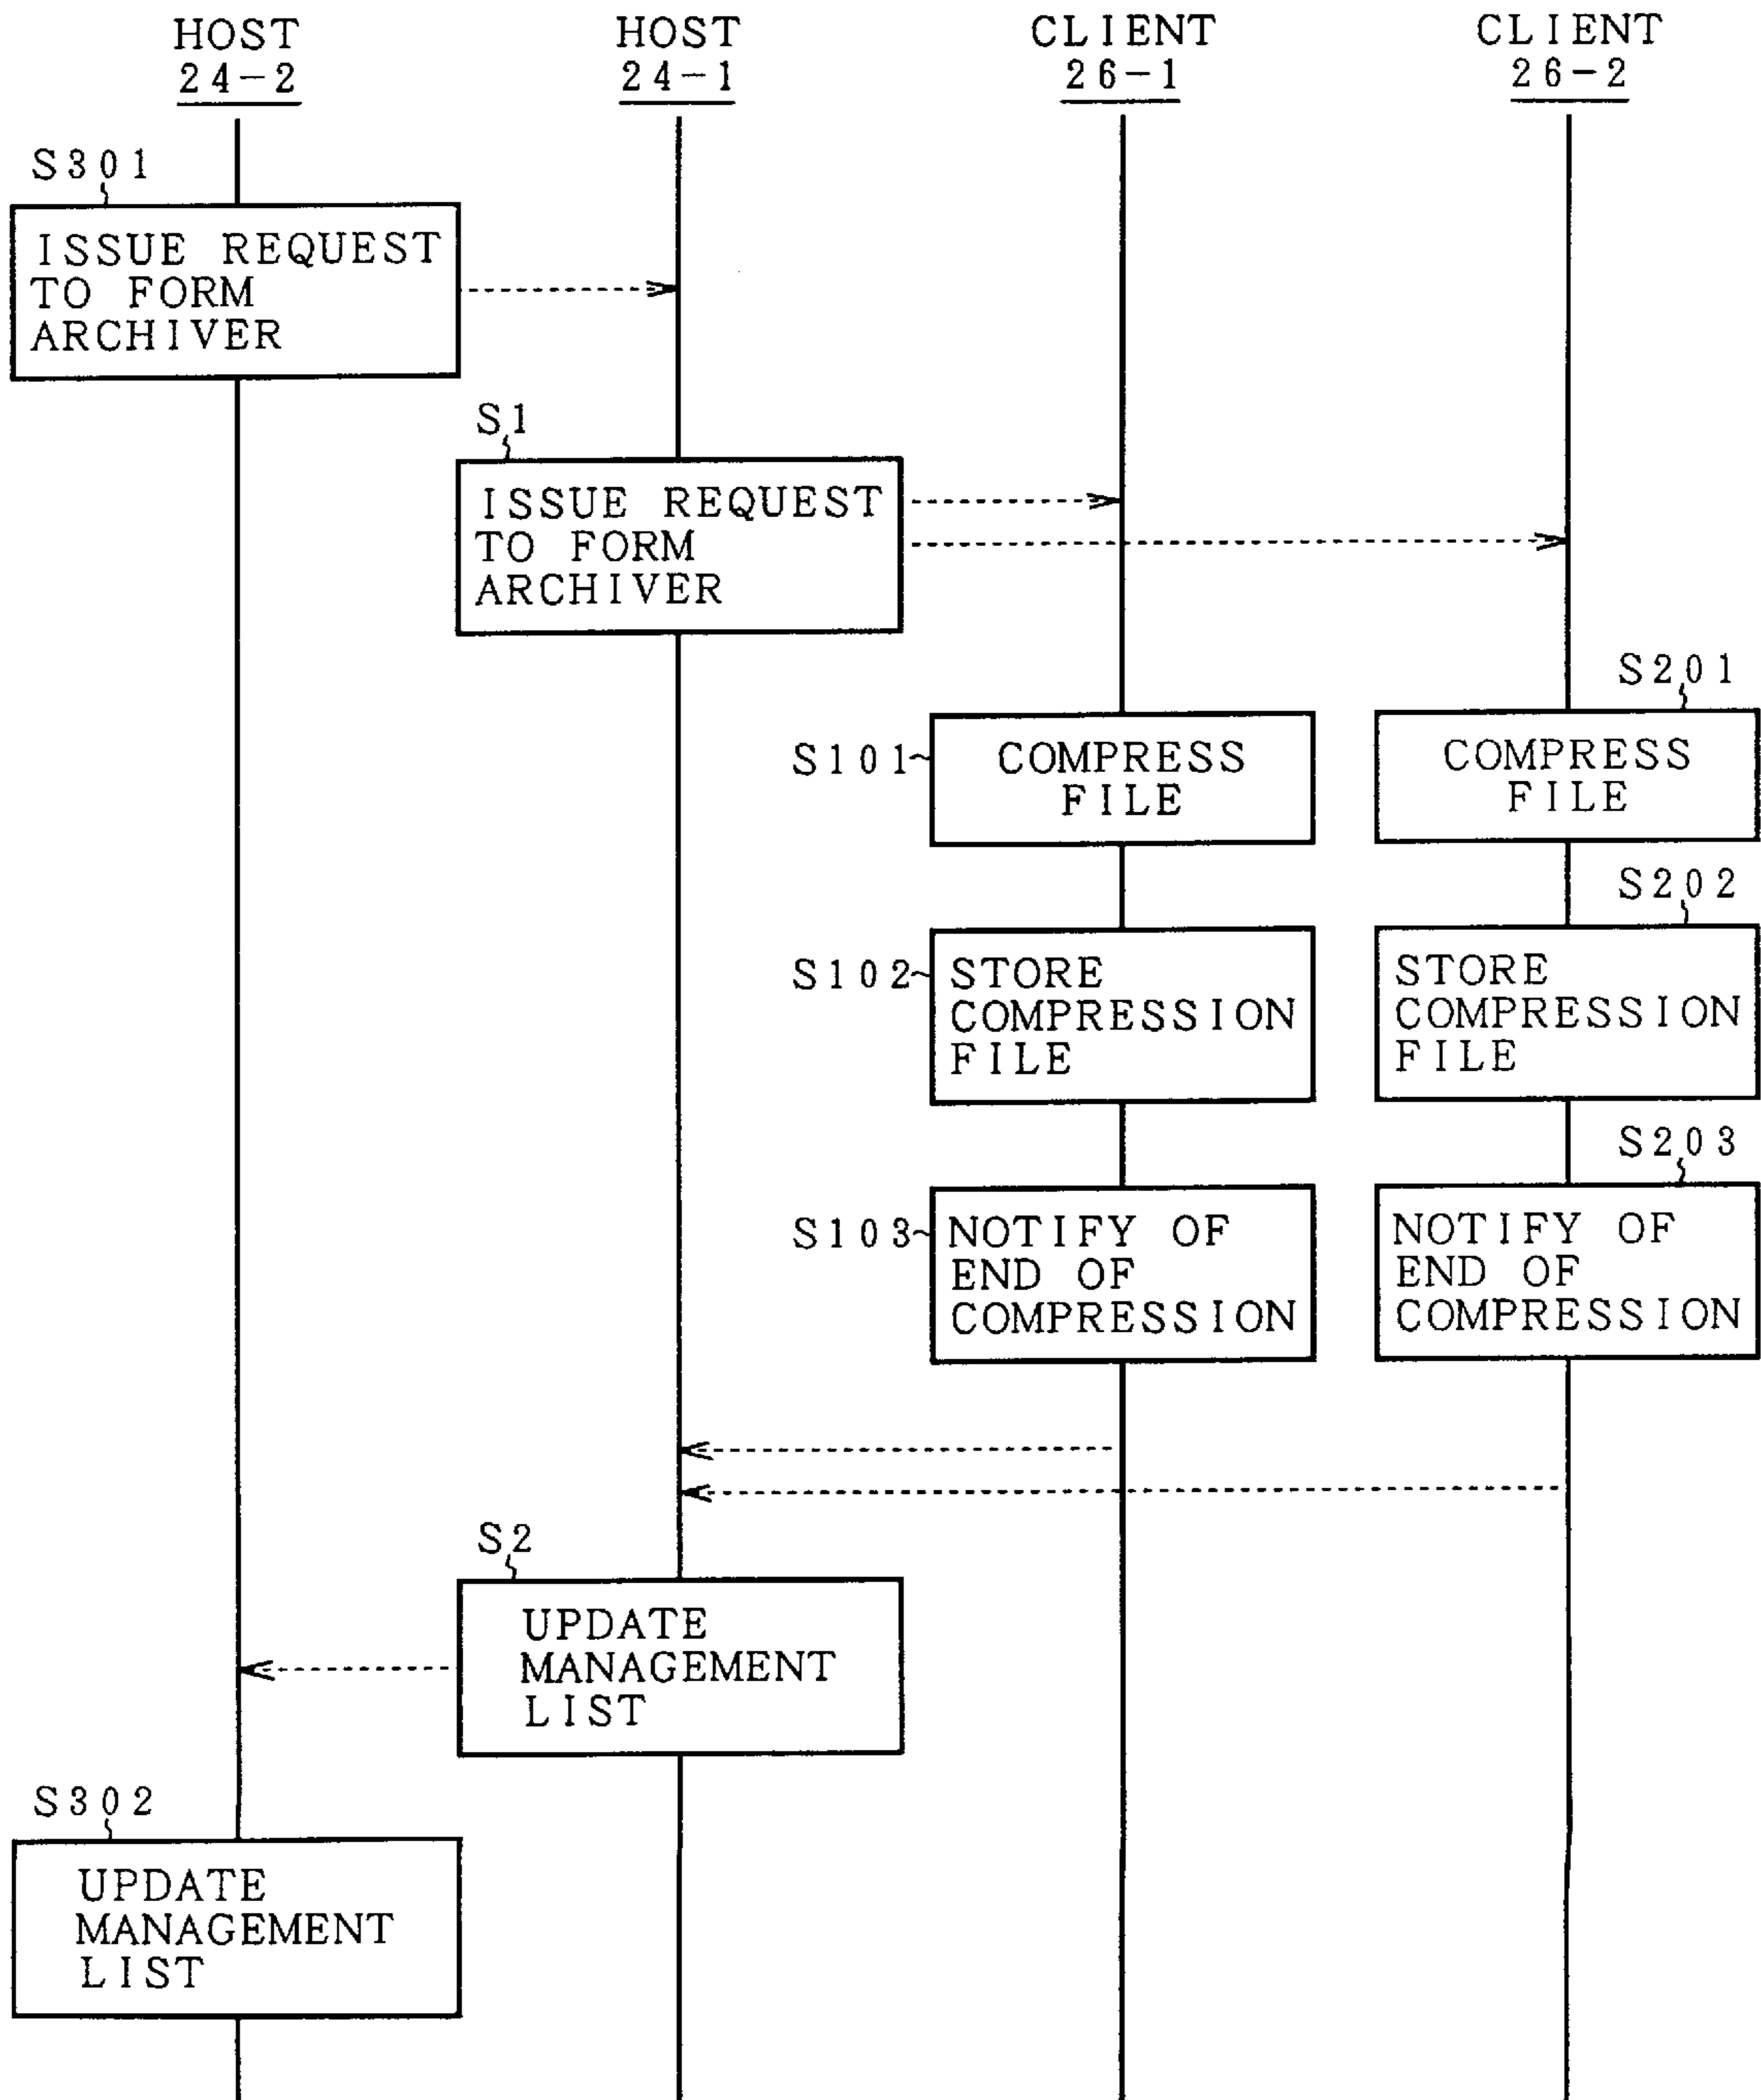 HOST
24-2
HOST
24-1
CLIENT
26-1
CLIENT
26-2
S301
ISSUE REQUEST
TO FORM
ARCHIVER
S1
ISSUE REQUEST
TO FORM
ARCHIVER
S201
S101
COMPRESS
FILE
COMPRESS
FILE
S202
S102
STORE
COMPRESSION
FILE
STORE
COMPRESSION
FILE
S203
S103
NOTIFY OF
END OF
COMPRESSION
NOTIFY OF
END OF
COMPRESSION
S2
UPDATE
MANAGEMENT
LIST
S302
UPDATE
MANAGEMENT
LIST